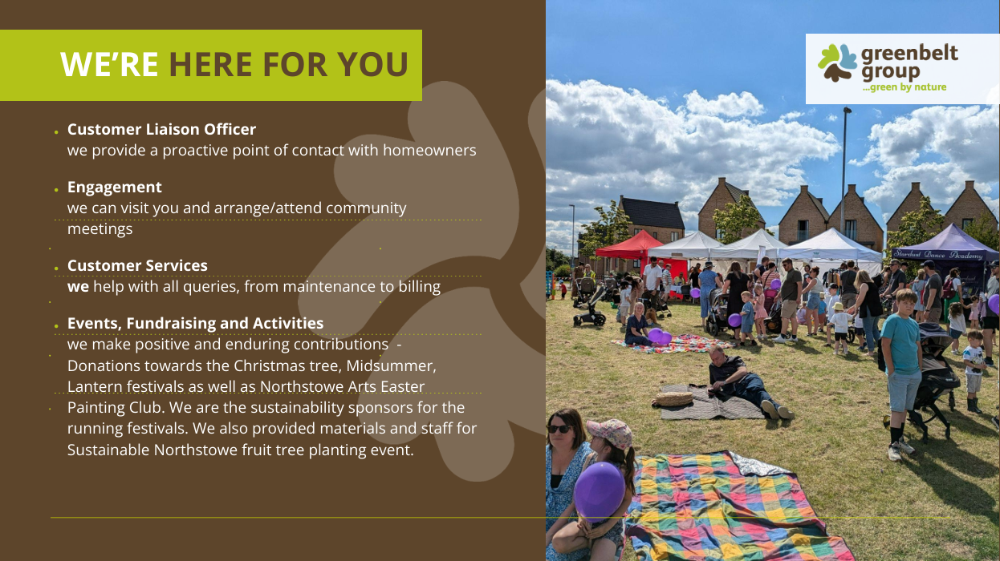 WE’RE HERE FOR YOU
greenbelt
group
...green by nature
Customer Liaison Officer
we provide a proactive point of contact with homeowners
Engagement
we can visit you and arrange/attend community
meetings
Customer Services
we help with all queries, from maintenance to billing
Events, Fundraising and Activities
we make positive and enduring contributions -
Donations towards the Christmas tree, Midsummer,
Lantern festivals as well as Northstowe Arts Easter
Painting Club. We are the sustainability sponsors for the
running festivals. We also provided materials and staff for
Sustainable Northstowe fruit tree planting event.
Stardust Dance Academy